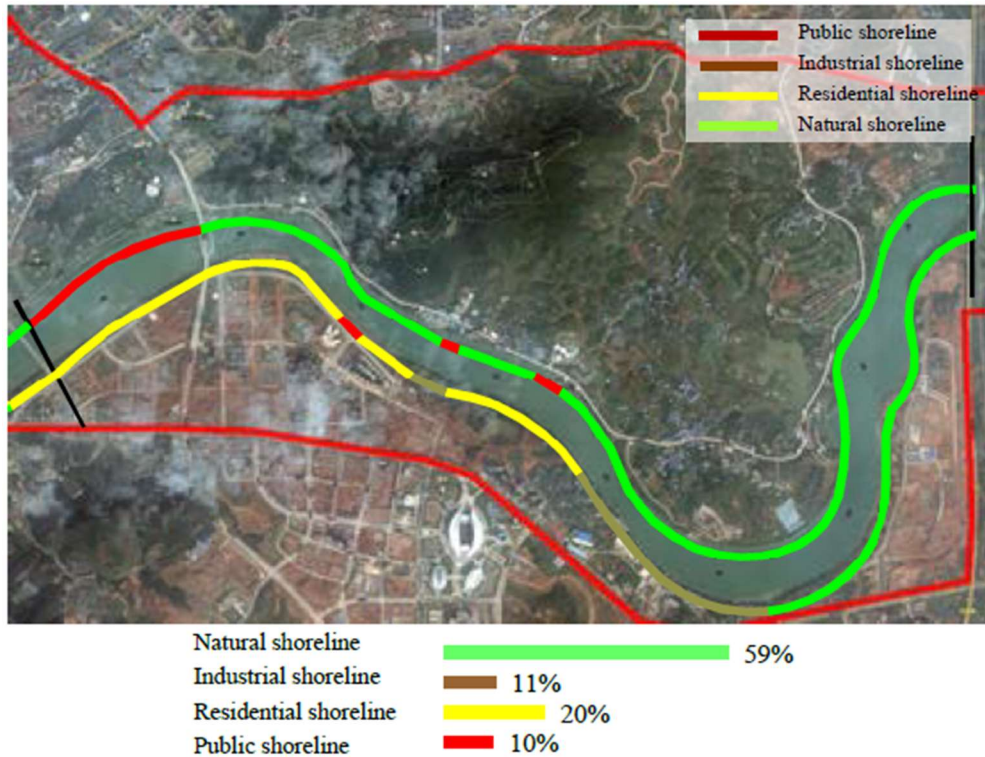 Public shoreline
Industrial shoreline
Residential shoreline
Natural shoreline
Natural shoreline 59%
Industrial shoreline 11%
Residential shoreline 20%
Public shoreline 10%